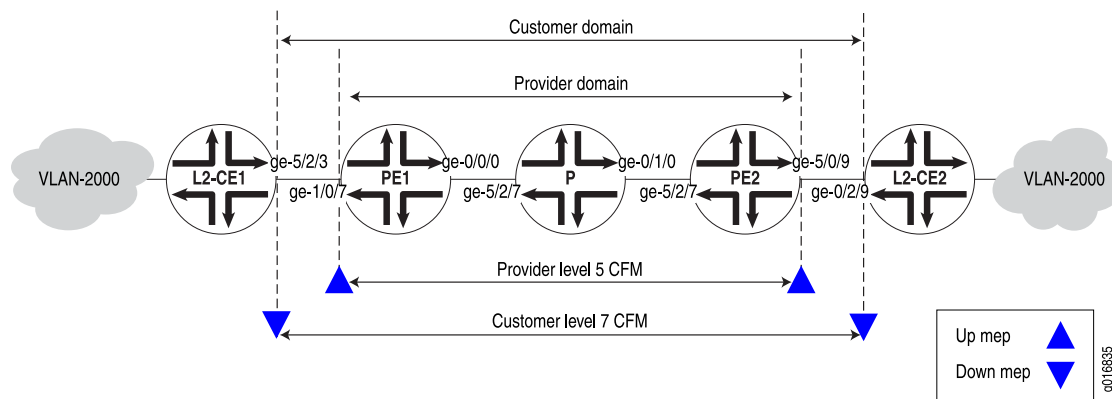 Customer domain
Provider domain
VLAN-2000
L2-CE1
ge-5/2/3
ge-1/0/7
PE1
ge-0/0/0
ge-5/2/7
P
ge-0/1/0
ge-5/2/7
PE2
ge-5/0/9
ge-0/2/9
L2-CE2
VLAN-2000
Provider level 5 CFM
Customer level 7 CFM
Up mep
Down mep
g016835